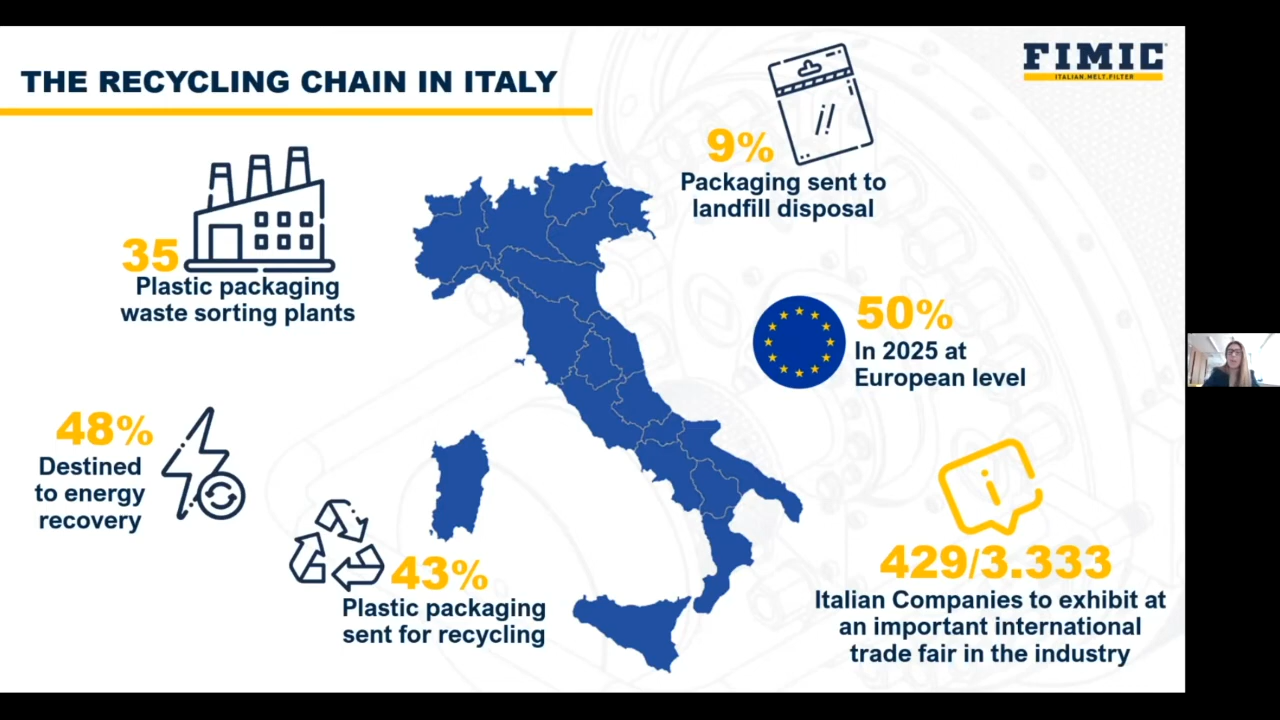 THE RECYCLING CHAIN IN ITALY
FIMIC
ITALIAN.MELT.FILTER
9%
Packaging sent to
landfill disposal
35
Plastic packaging
waste sorting plants
50%
In 2025 at
European level
48%
Destined
to energy
recovery
43%
Plastic packaging
sent for recycling
429/3.333
Italian Companies to exhibit at
an important international
trade fair in the industry